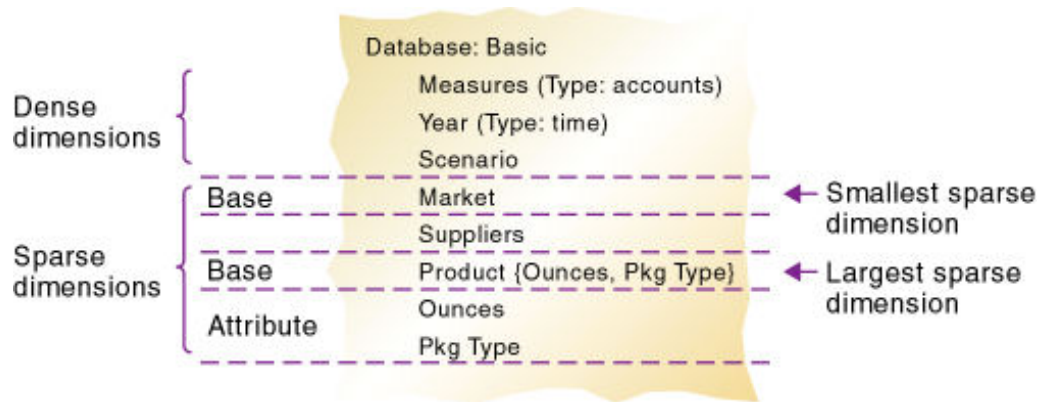 Database: Basic
Dense
dimensions
Measures (Type: accounts)
Year (Type: time)
Scenario
Sparse
dimensions
Base
Market
Smallest sparse
dimension
Suppliers
Base
Product {Ounces, Pkg Type}
Largest sparse
dimension
Attribute
Ounces
Pkg Type